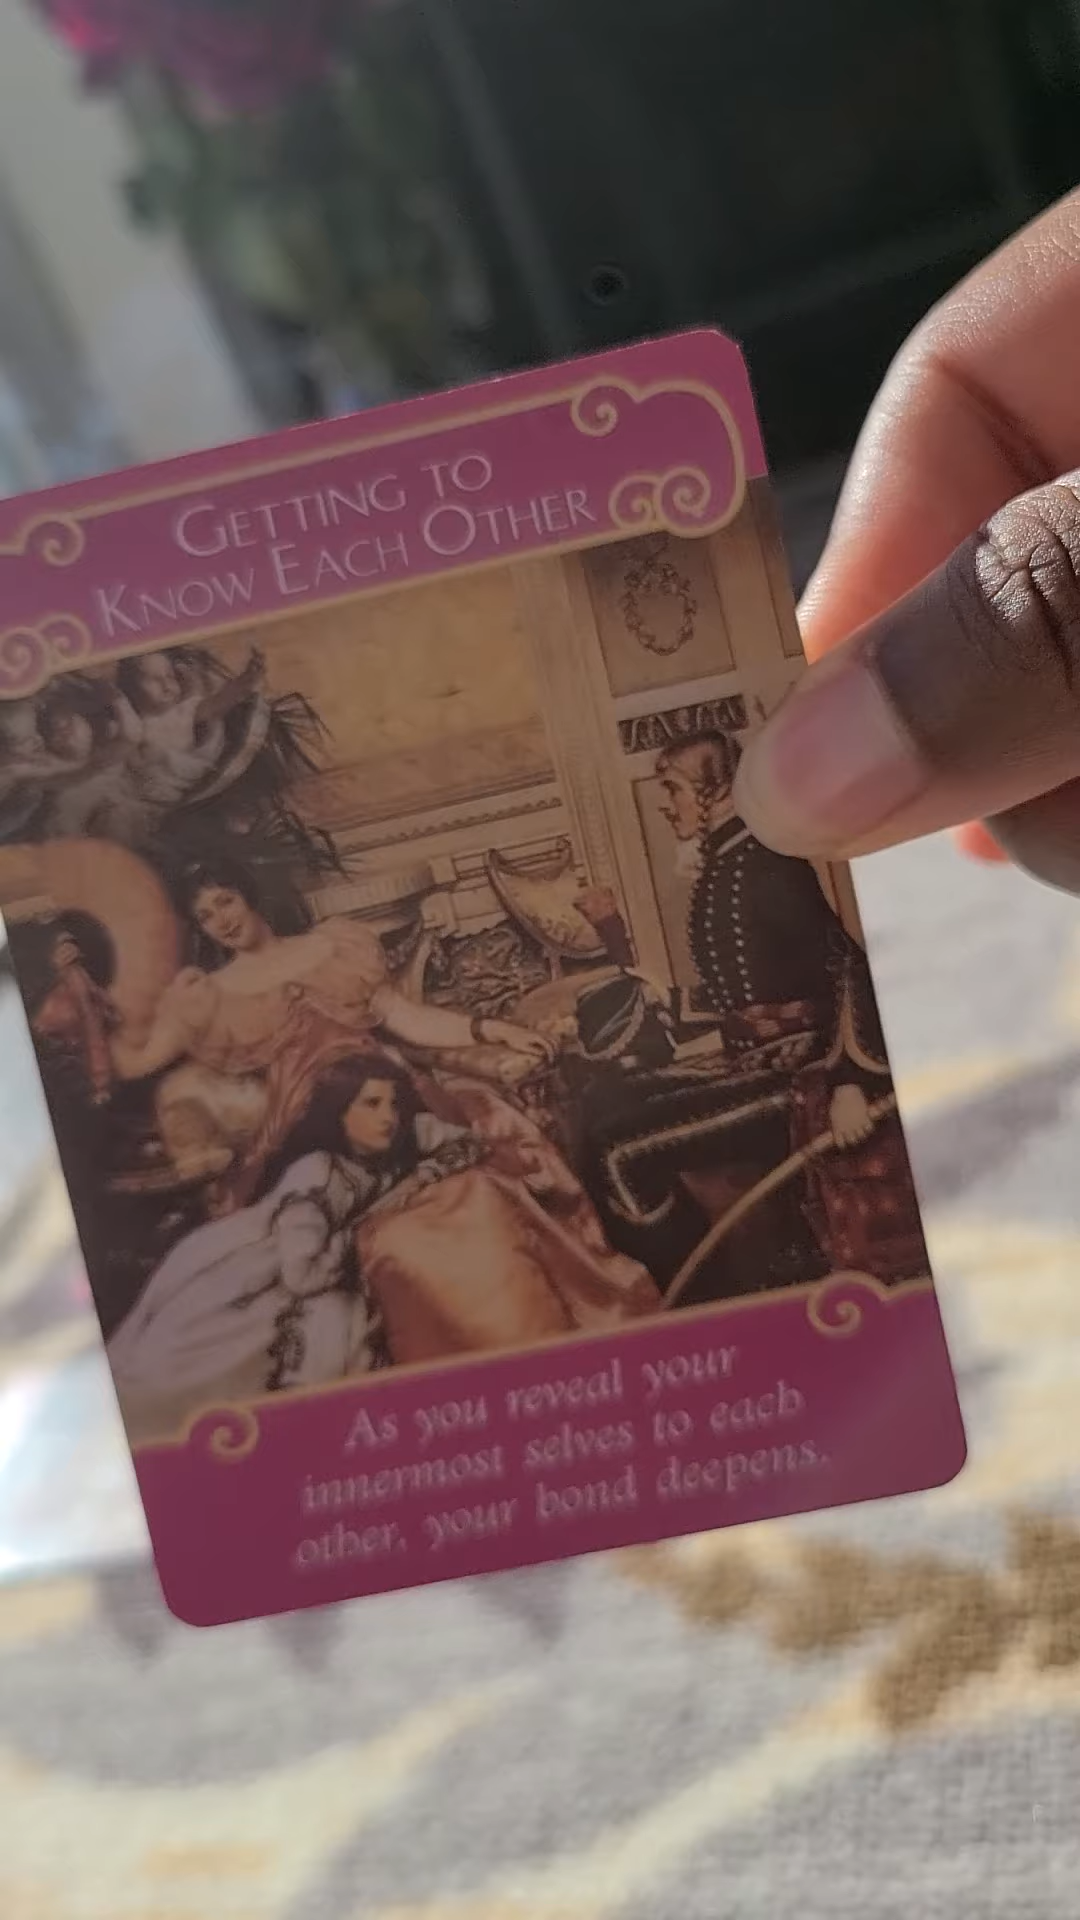 GETTING TO
KNOW EACH OTHER
As you reveal your
innermost selves to each
other, your bond deepens.